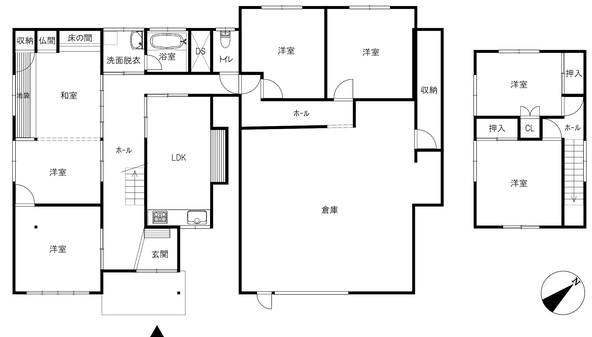 収納
仏間
床の間
洗面脱衣
浴室
DS
トイレ
洋室
洋室
収納
地袋
和室
ホール
LDK
ホール
洋室
倉庫
洋室
玄関
洋室
押入
押入
CL
ホール
洋室
N